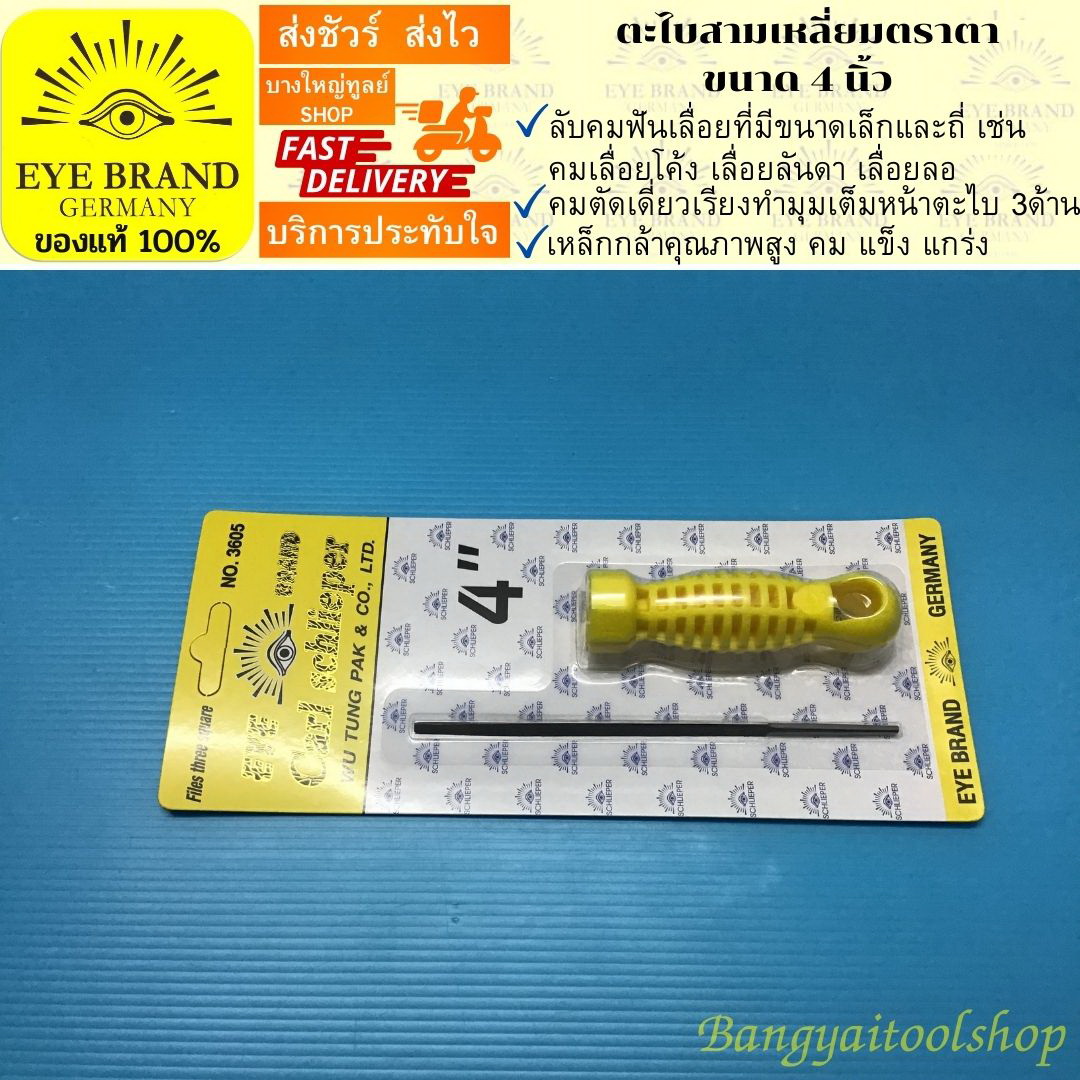 EYE BRAND
GERMANY
ของแท้ 100%
ส่งชัวร์ ส่งไว
บางใหญ่ทูลย์
SHOP
FAST
DELIVERY
บริการประทับใจ
ตะไบสามเหลี่ยมตราตา
ขนาด 4 นิ้ว
ลับคมฟันเลื่อยที่มีขนาดเล็กและถี่ เช่น
คมเลื่อยโค้ง เลื่อยลันดา เลื่อยลอ
คมตัดเดี่ยวเรียงทำมุมเต็มหน้าตะไบ 3ด้าน
เหล็กกล้าคุณภาพสูง คม แข็ง แกร่ง
NO. 3605
Files three square
EYE BRAND
Carl schlieper
WU TUNG PAK & CO., LTD.
4"
SCHLIEPER
EYE BRAND GERMANY
Bangyaitoolshop